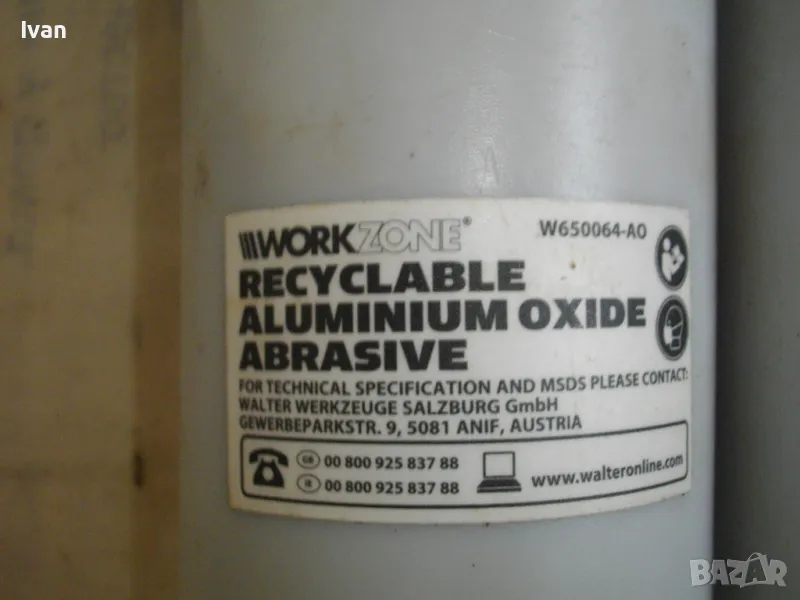 Ivan
WORKZONE®
W650064-AO
RECYCLABLE
ALUMINIUM OXIDE
ABRASIVE
FOR TECHNICAL SPECIFICATION AND MSDS PLEASE CONTACT:
WALTER WERKZEUGE SALZBURG GmbH
GEWERBEPARKSTR. 9, 5081 ANIF, AUSTRIA
GB 00 800 925 837 88
00 800 925 837 88
www.walteronline.com
BAZAR